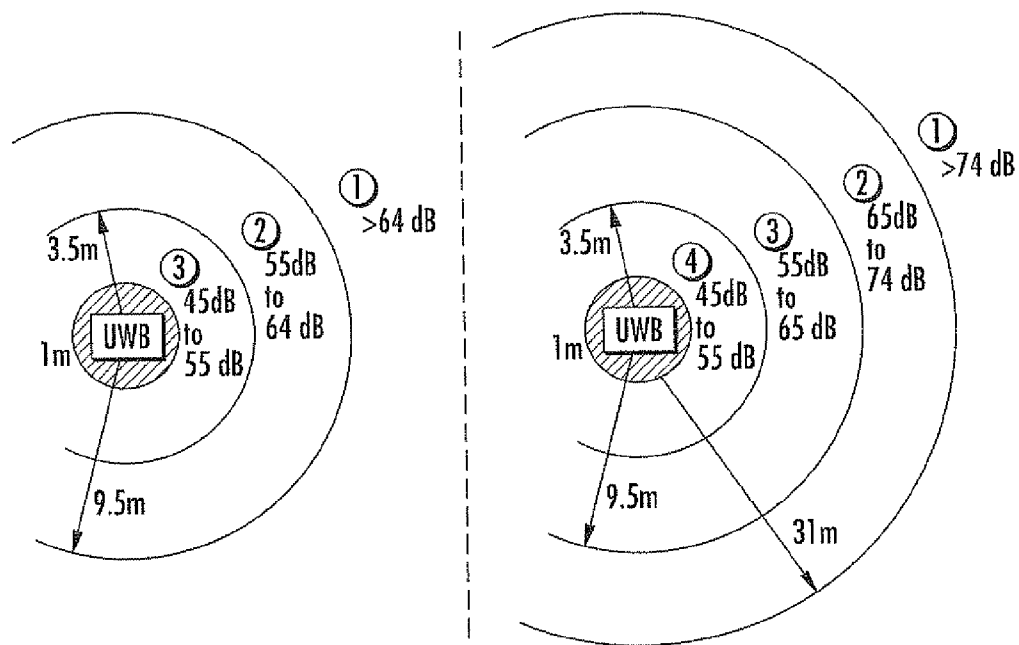 1
>64 dB
2
55dB
to
64 dB
3.5m
3
45dB
to
55 dB
UWB
1m
9.5m
1
>74 dB
2
65dB
to
74 dB
3
55dB
to
65 dB
3.5m
4
45dB
to
55 dB
UWB
1m
9.5m
31m